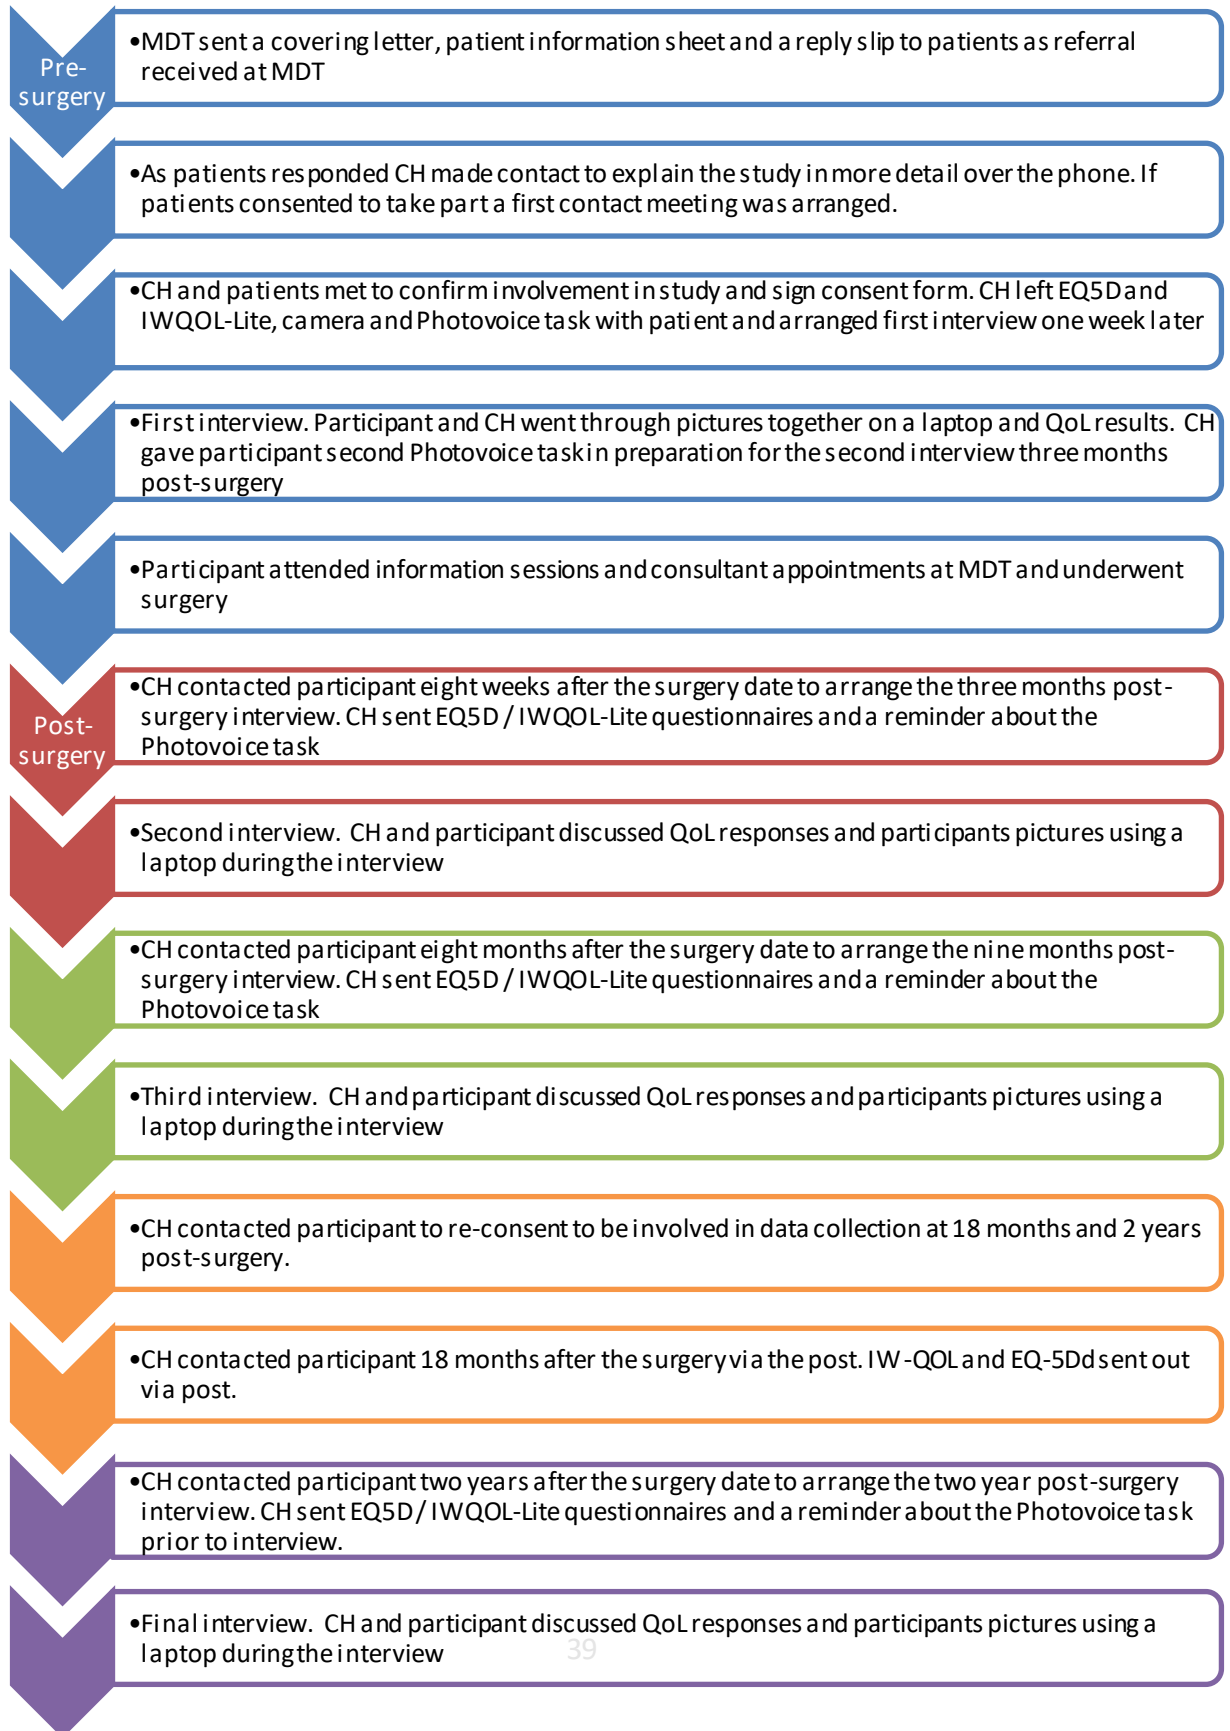 Pre-
surgery
•MDT sent a covering letter, patient information sheet and a reply slip to patients as referral
received at MDT
•As patients responded CH made contact to explain the study in more detail over the phone. If
patients consented to take part a first contact meeting was arranged.
•CH and patients met to confirm involvement in study and sign consent form. CH left EQ5D and
IWQOL-Lite, camera and Photovoice task with patient and arranged first interview one week later
•First interview. Participant and CH went through pictures together on a laptop and QoL results. CH
gave participant second Photovoice task in preparation for the second interview three months
post-surgery
•Participant attended information sessions and consultant appointments at MDT and underwent
surgery
Post-
surgery
•CH contacted participant eight weeks after the surgery date to arrange the three months post-
surgery interview. CH sent EQ5D / IWQOL-Lite questionnaires and a reminder about the
Photovoice task
•Second interview. CH and participant discussed QoL responses and participants pictures using a
laptop during the interview
•CH contacted participant eight months after the surgery date to arrange the nine months post-
surgery interview. CH sent EQ5D / IWQOL-Lite questionnaires and a reminder about the
Photovoice task
•Third interview. CH and participant discussed QoL responses and participants pictures using a
laptop during the interview
•CH contacted participant to re-consent to be involved in data collection at 18 months and 2 years
post-surgery.
•CH contacted participant 18 months after the surgery via the post. IW-QOL and EQ-5Dd sent out
via post.
•CH contacted participant two years after the surgery date to arrange the two year post-surgery
interview. CH sent EQ5D / IWQOL-Lite questionnaires and a reminder about the Photovoice task
prior to interview.
•Final interview. CH and participant discussed QoL responses and participants pictures using a
laptop during the interview
39